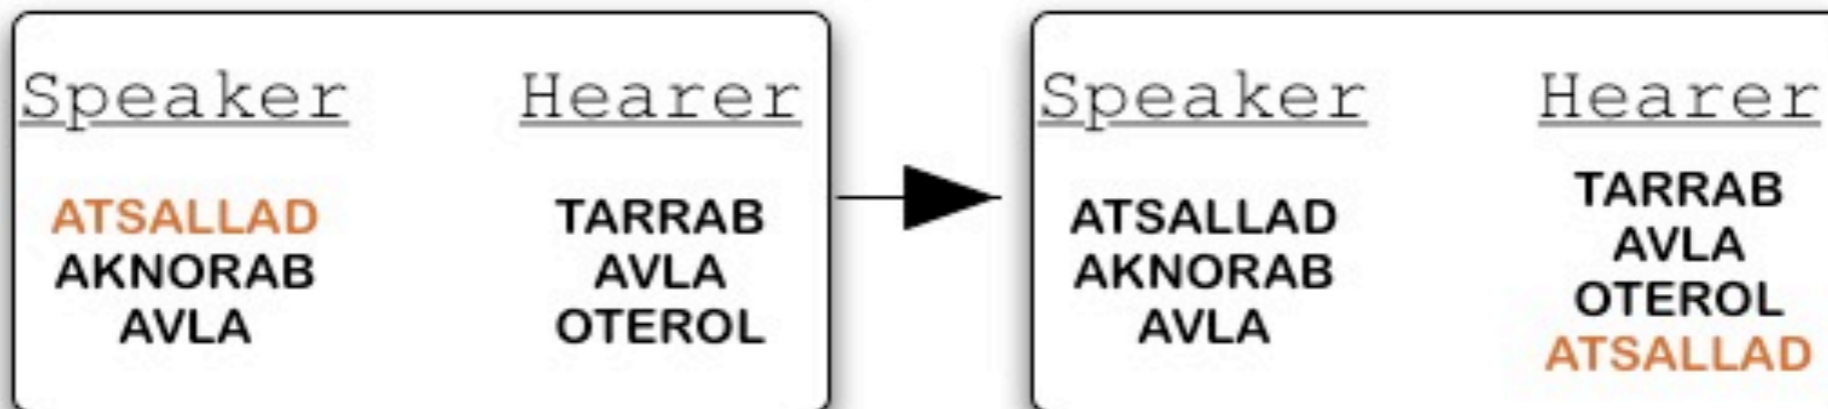 Speaker Hearer
ATSALLAD TARRAB
AKNORAB AVLA
AVLA OTEROL
Speaker Hearer
ATSALLAD TARRAB
AKNORAB AVLA
AVLA OTEROL
ATSALLAD